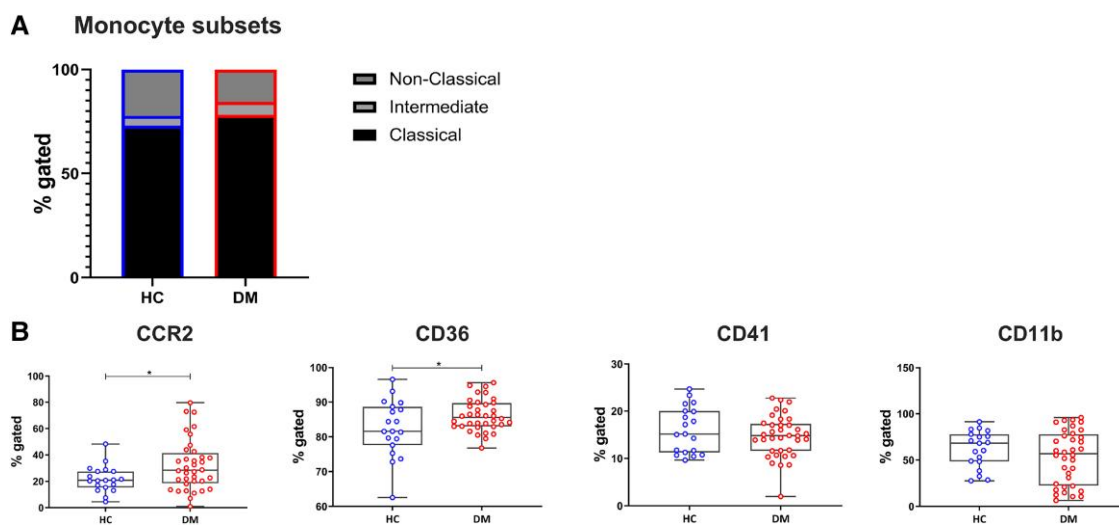 A Monocyte subsets
100
50
0
% gated
HC DM
Non-Classical
Intermediate
Classical
B
CCR2
100
80
60
40
20
0
% gated
*
HC DM
CD36
100
90
80
70
60
% gated
*
HC DM
CD41
30
20
10
0
% gated
HC DM
CD11b
150
100
50
0
% gated
HC DM